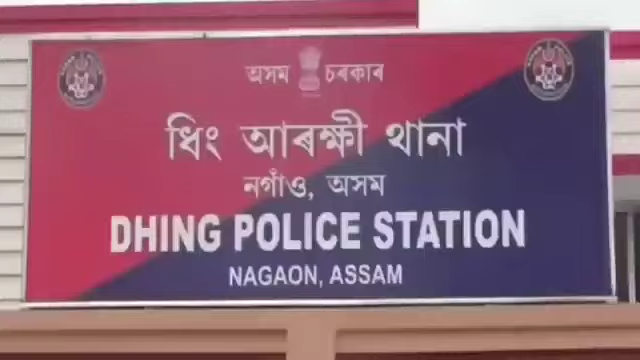 অসম চৰকাৰ
ধিং আৰক্ষী থানা
নগাঁও, অসম
DHING POLICE STATION
NAGAON, ASSAM